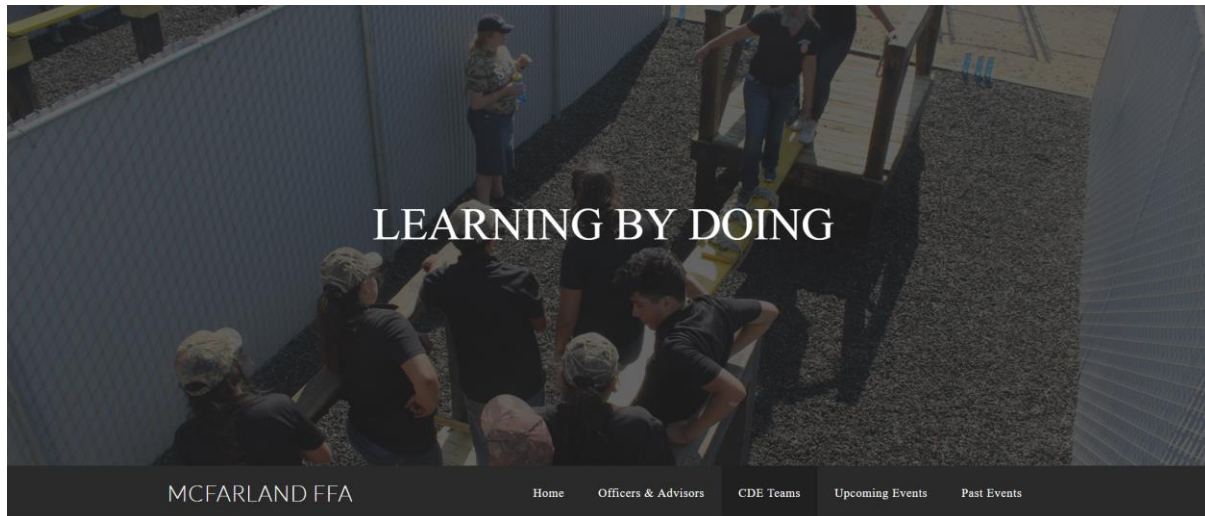 LEARNING BY DOING
MCFARLAND FFA Home Officers & Advisors CDE Teams Upcoming Events Past Events